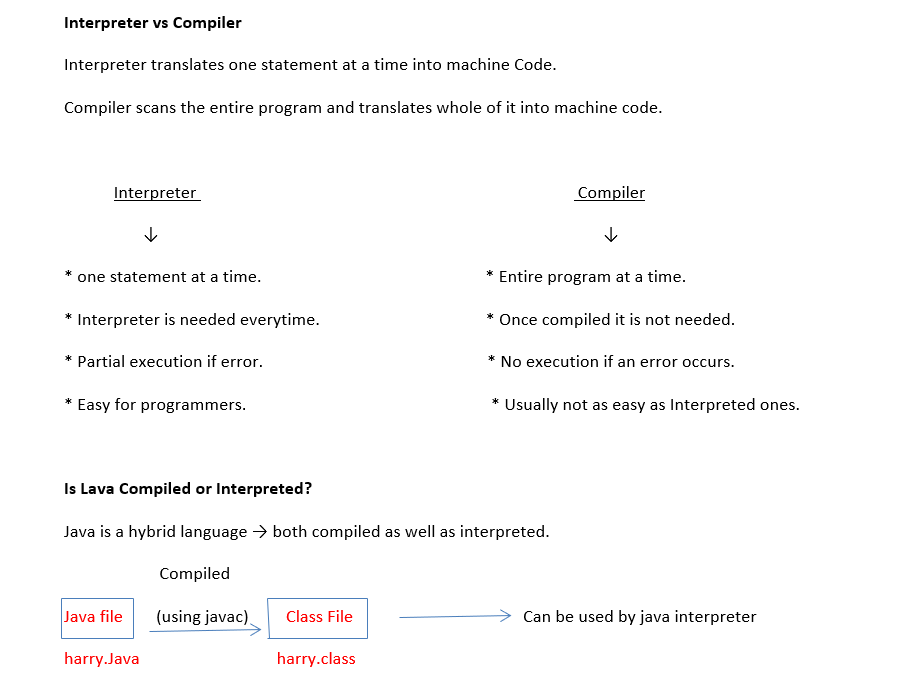 Interpreter vs Compiler
Interpreter translates one statement at a time into machine Code.
Compiler scans the entire program and translates whole of it into machine code.
Interpreter
Compiler
↓
↓
* one statement at a time.
* Entire program at a time.
* Interpreter is needed everytime.
* Once compiled it is not needed.
* Partial execution if error.
* No execution if an error occurs.
* Easy for programmers.
* Usually not as easy as Interpreted ones.
Is Lava Compiled or Interpreted?
Java is a hybrid language → both compiled as well as interpreted.
Compiled
Java file
(using javac)
Class File
Can be used by java interpreter
harry.Java
harry.class